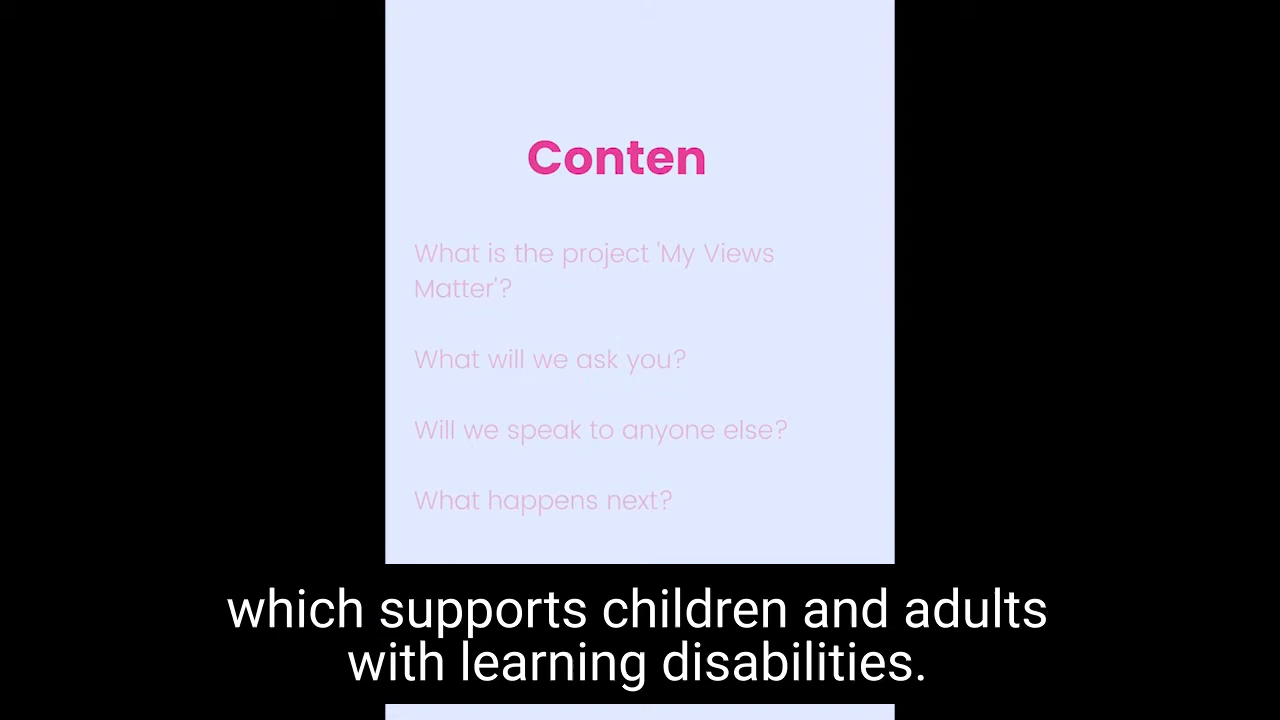 Conten
What is the project 'My Views
Matter'?
What will we ask you?
Will we speak to anyone else?
What happens next?
which supports children and adults
with learning disabilities.